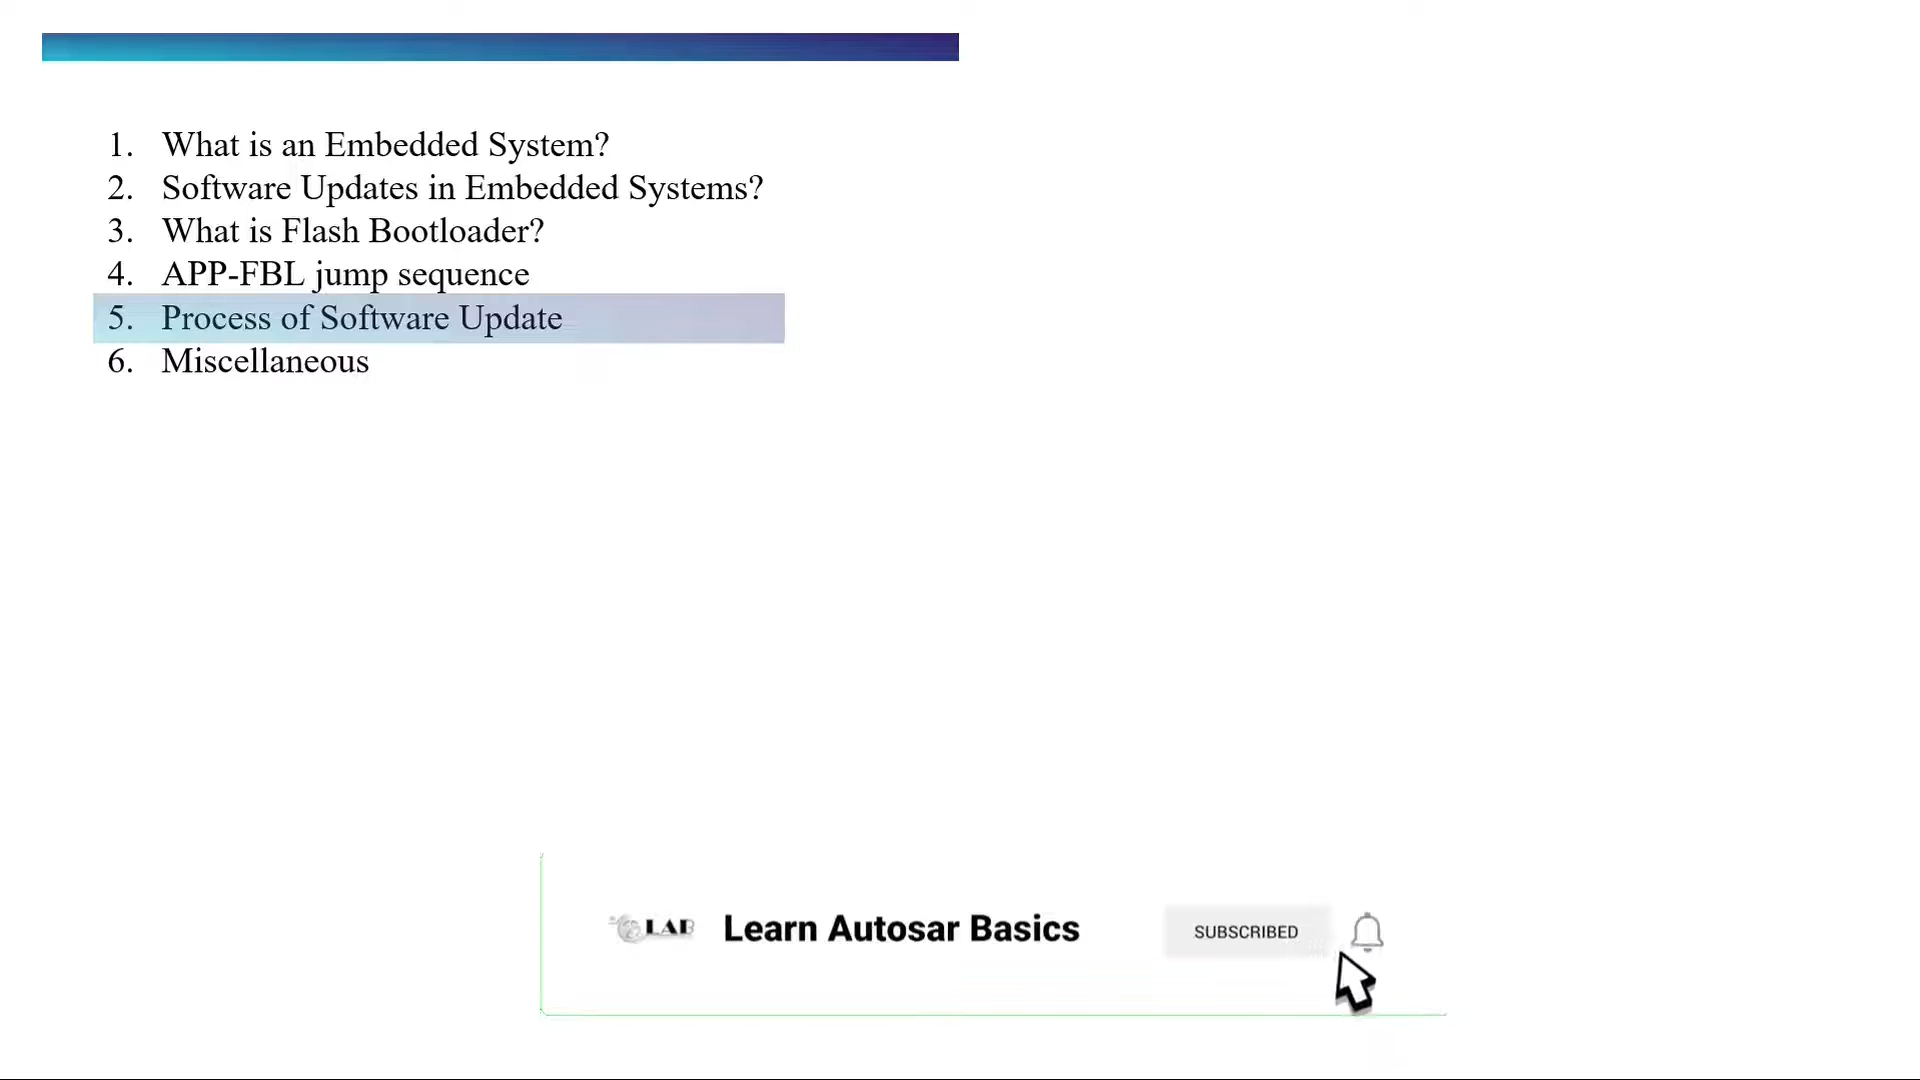 1. What is an Embedded System?
2. Software Updates in Embedded Systems?
3. What is Flash Bootloader?
4. APP-FBL jump sequence
5. Process of Software Update
6. Miscellaneous
LAB Learn Autosar Basics SUBSCRIBED